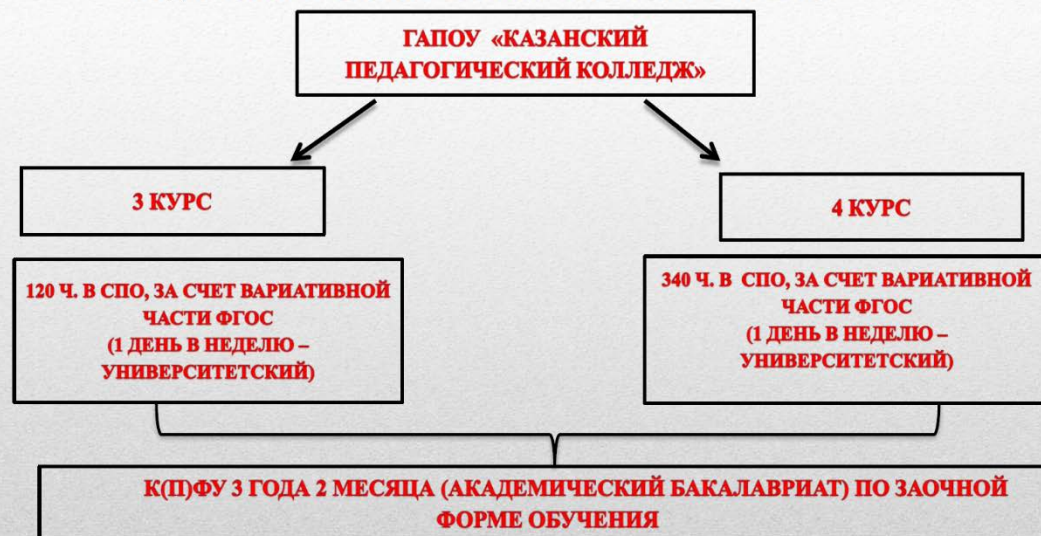 ГАПОУ «КАЗАНСКИЙ
ПЕДАГОГИЧЕСКИЙ КОЛЛЕДЖ»
3 КУРС
4 КУРС
120 Ч. В СПО, ЗА СЧЕТ ВАРИАТИВНОЙ
ЧАСТИ ФГОС
(1 ДЕНЬ В НЕДЕЛЮ –
УНИВЕРСИТЕТСКИЙ)
340 Ч. В СПО, ЗА СЧЕТ ВАРИАТИВНОЙ
ЧАСТИ ФГОС
(1 ДЕНЬ В НЕДЕЛЮ –
УНИВЕРСИТЕТСКИЙ)
К(П)ФУ 3 ГОДА 2 МЕСЯЦА (АКАДЕМИЧЕСКИЙ БАКАЛАВРИАТ) ПО ЗАОЧНОЙ
ФОРМЕ ОБУЧЕНИЯ